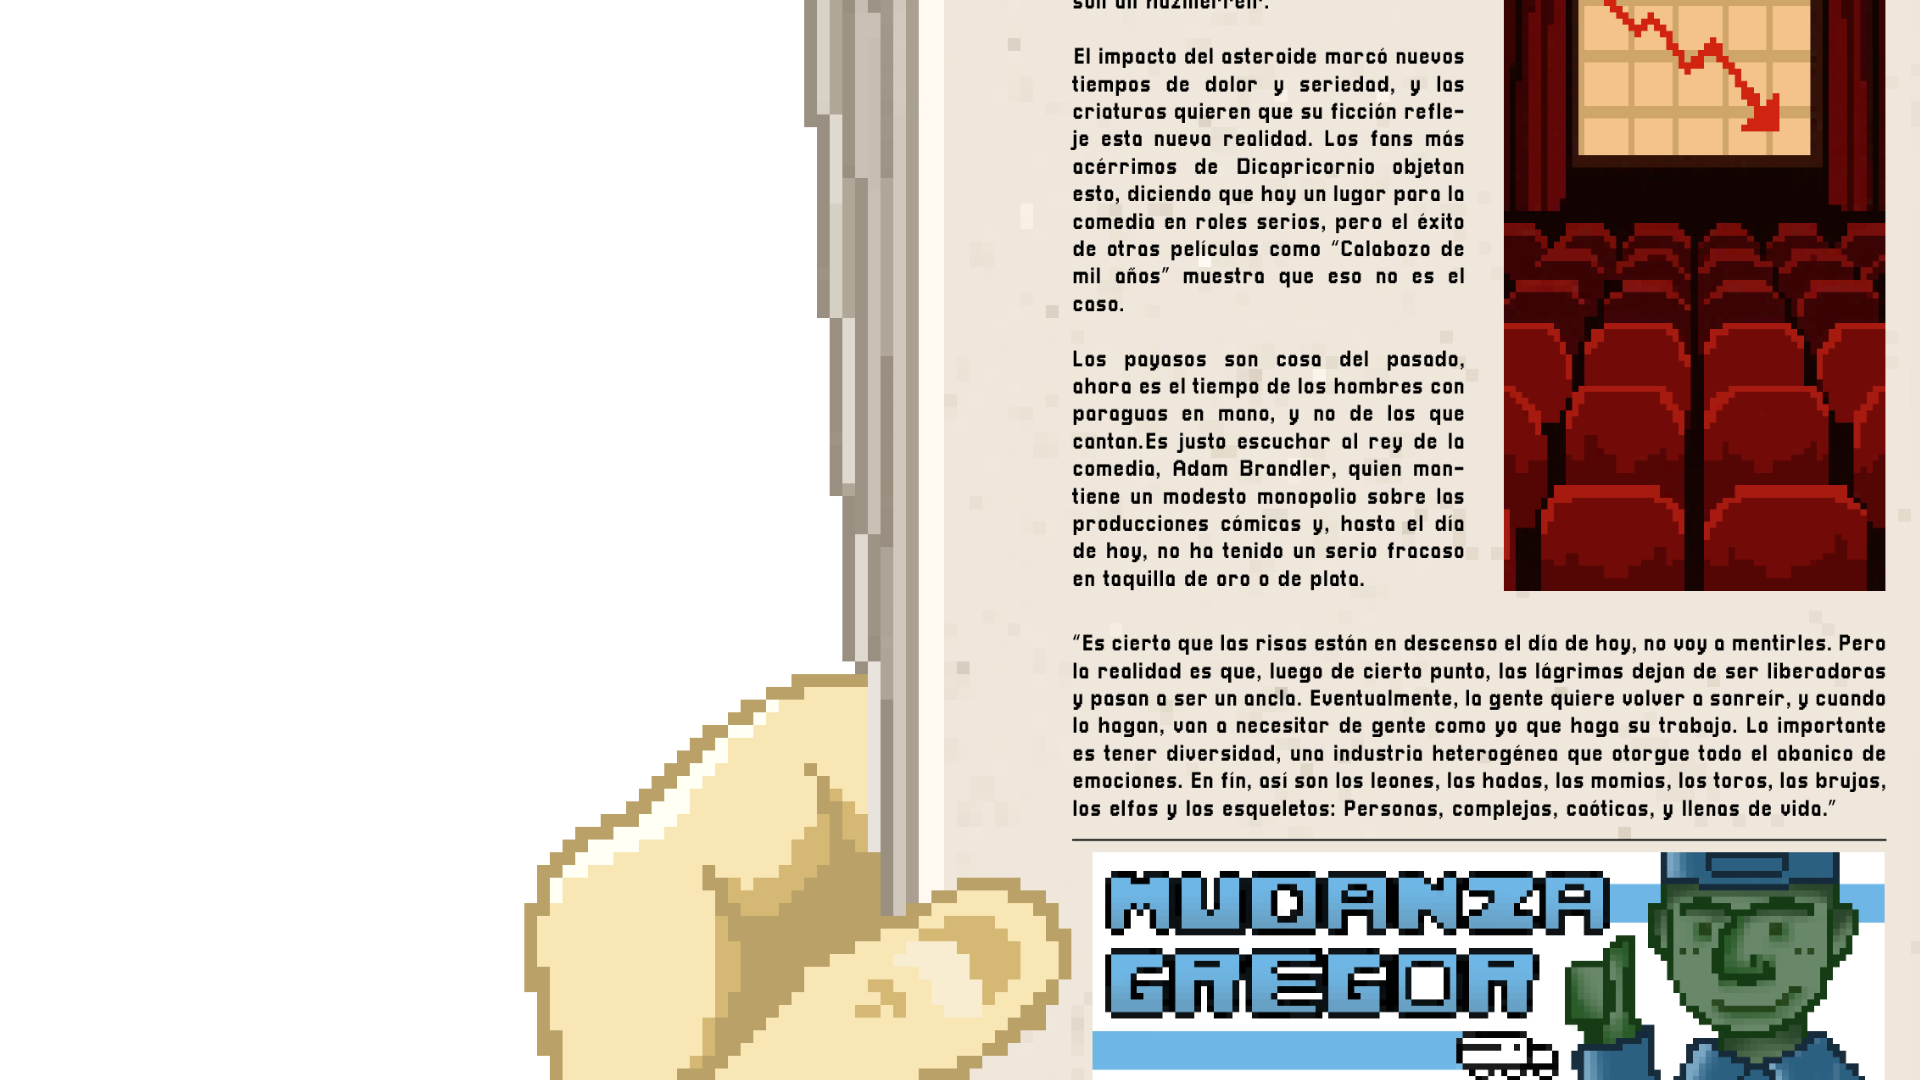 son un hazmerreír.
El impacto del asteroide marcó nuevos
tiempos de dolor y seriedad, y las
criaturas quieren que su ficción refle-
je esta nueva realidad. Los fans más
acérrimos de Dicapricornio objetan
esto, diciendo que hay un lugar para la
comedia en roles serios, pero el éxito
de otras películas como "Calabozo de
mil años" muestra que eso no es el
caso.
Los payasos son cosa del pasado,
ahora es el tiempo de los hombres con
paraguas en mano, y no de los que
cantan.Es justo escuchar al rey de la
comedia, Adam Brandler, quien man-
tiene un modesto monopolio sobre las
producciones cómicas y, hasta el día
de hoy, no ha tenido un serio fracaso
en taquilla de oro o de plata.
"Es cierto que las risas están en descenso el día de hoy, no voy a mentirles. Pero
la realidad es que, luego de cierto punto, las lágrimas dejan de ser liberadoras
y pasan a ser un ancla. Eventualmente, la gente quiere volver a sonreír, y cuando
lo hagan, van a necesitar de gente como yo que haga su trabajo. Lo importante
es tener diversidad, una industria heterogénea que otorgue todo el abanico de
emociones. En fín, así son los leones, las hadas, las momias, los toros, las brujas,
los elfos y los esqueletos: Personas, complejas, caóticas, y llenas de vida."
MUDANZA
GREGOR